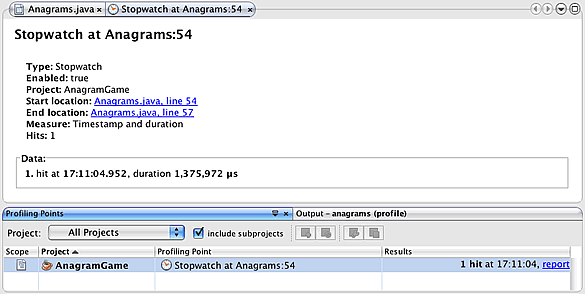 Anagrams.java × Stopwatch at Anagrams:54 ×
Stopwatch at Anagrams:54
Type: Stopwatch
Enabled: true
Project: AnagramGame
Start location: Anagrams.java, line 54
End location: Anagrams.java, line 57
Measure: Timestamp and duration
Hits: 1
Data:
1. hit at 17:11:04.952, duration 1,375,972 µs
Profiling Points × Output - anagrams (profile)
Project: All Projects include subprojects
Scope Project Profiling Point Results
AnagramGame Stopwatch at Anagrams:54 1 hit at 17:11:04, report